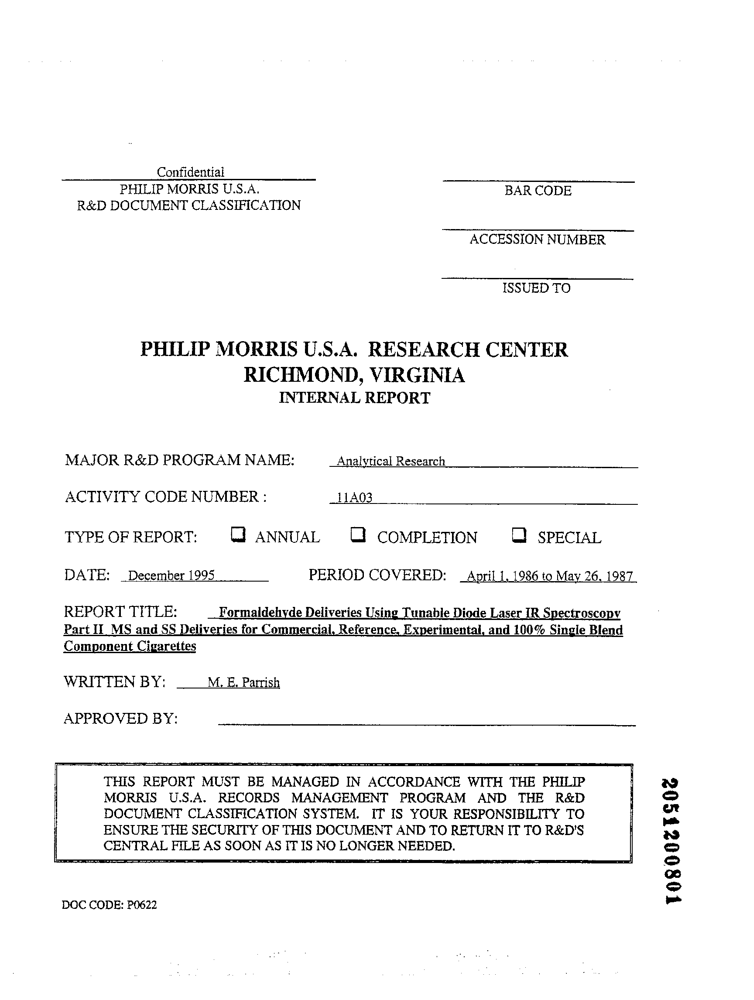 Confidential
PHILIP MORRIS U.S.A.
R&D DOCUMENT CLASSIFICATION
BAR CODE
ACCESSION NUMBER
ISSUED TO
PHILIP MORRIS U.S.A. RESEARCH CENTER
RICHMOND, VIRGINIA
INTERNAL REPORT
MAJOR R&D PROGRAM NAME: Analytical Research
ACTIVITY CODE NUMBER : 11A03
TYPE OF REPORT: ❑ ANNUAL ❑ COMPLETION ❑ SPECIAL
DATE: December 1995 PERIOD COVERED: April 1, 1986 to May 26, 1987
REPORT TITLE: Formaldehyde Deliveries Using Tunable Diode Laser IR Spectroscopy
Part II MS and SS Deliveries for Commercial, Reference, Experimental, and 100% Single Blend
Component Cigarettes
WRITTEN BY: M. E. Parrish
APPROVED BY:
THIS REPORT MUST BE MANAGED IN ACCORDANCE WITH THE PHILIP
MORRIS U.S.A. RECORDS MANAGEMENT PROGRAM AND THE R&D
DOCUMENT CLASSIFICATION SYSTEM. IT IS YOUR RESPONSIBILITY TO
ENSURE THE SECURITY OF THIS DOCUMENT AND TO RETURN IT TO R&D'S
CENTRAL FILE AS SOON AS IT IS NO LONGER NEEDED.
2051200801
DOC CODE: P0622